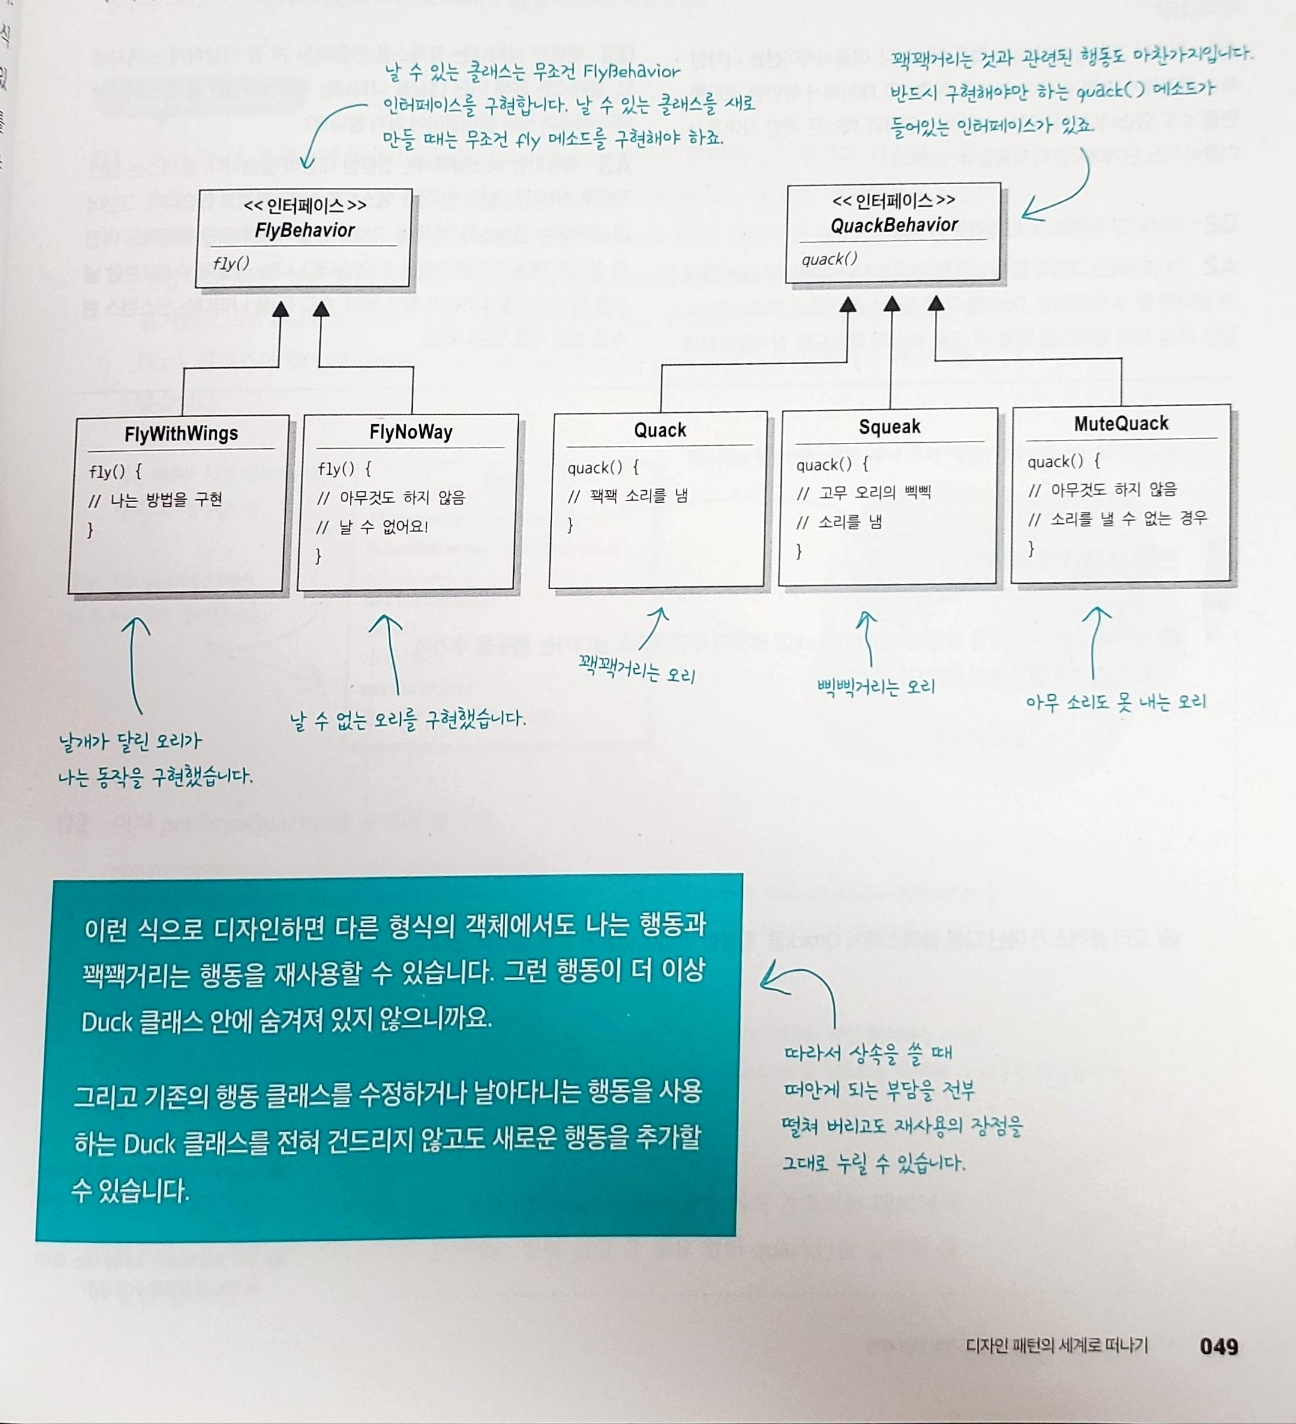 날 수 있는 클래스는 무조건 FlyBehavior
인터페이스를 구현합니다. 날 수 있는 클래스를 새로
만들 때는 무조건 fly 메소드를 구현해야 하죠.
꽥꽥거리는 것과 관련된 행동도 마찬가지입니다.
반드시 구현해야만 하는 quack() 메소드가
들어있는 인터페이스가 있죠.
<< 인터페이스 >>
FlyBehavior
fly()
<< 인터페이스 >>
QuackBehavior
quack()
FlyWithWings
fly() {
// 나는 방법을 구현
}
FlyNoWay
fly() {
// 아무것도 하지 않음
// 날 수 없어요!
}
Quack
quack() {
// 꽥꽥 소리를 냄
}
Squeak
quack() {
// 고무 오리의 삑삑
// 소리를 냄
}
MuteQuack
quack() {
// 아무것도 하지 않음
// 소리를 낼 수 없는 경우
}
날개가 달린 오리가
나는 동작을 구현했습니다.
날 수 없는 오리를 구현했습니다.
꽥꽥거리는 오리
삑삑거리는 오리
아무 소리도 못 내는 오리
이런 식으로 디자인하면 다른 형식의 객체에서도 나는 행동과
꽥꽥거리는 행동을 재사용할 수 있습니다. 그런 행동이 더 이상
Duck 클래스 안에 숨겨져 있지 않으니까요.
그리고 기존의 행동 클래스를 수정하거나 날아다니는 행동을 사용
하는 Duck 클래스를 전혀 건드리지 않고도 새로운 행동을 추가할
수 있습니다.
따라서 상속을 쓸 때
떠안게 되는 부담을 전부
떨쳐 버리고도 재사용의 장점을
그대로 누릴 수 있습니다.
디자인 패턴의 세계로 떠나기 049